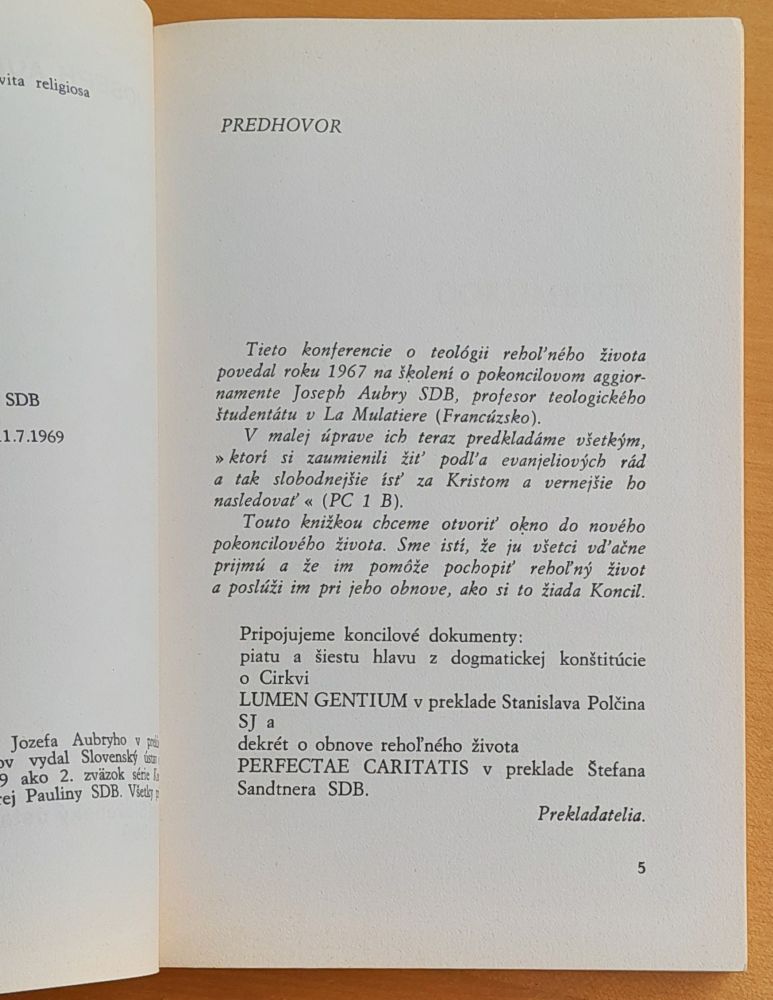 vita religiosa
SDB
11.7.1969
Jozefa Aubryho v
vydal Slovenský ústav
9 ako 2. zväzok série
rej Pauliny SDB. Všetky
PREDHOVOR
Tieto konferencie o teológii rehoľného života
povedal roku 1967 na školení o pokoncilovom aggior-
namente Joseph Aubry SDB, profesor teologického
študentátu v La Mulatiere (Francúzsko).
V malej úprave ich teraz predkladáme všetkým,
» ktorí si zaumienili žiť podľa evanjeliových rád
a tak slobodnejšie ísť za Kristom a vernejšie ho
nasledovať « (PC 1 B).
Touto knižkou chceme otvoriť okno do nového
pokoncilového života. Sme istí, že ju všetci vďačne
prijmú a že im pomôže pochopiť rehoľný život
a poslúži im pri jeho obnove, ako si to žiada Koncil.
Pripojujeme koncilové dokumenty:
piatu a šiestu hlavu z dogmatickej konštitúcie
o Cirkvi
LUMEN GENTIUM v preklade Stanislava Polčina
SJ a
dekrét o obnove rehoľného života
PERFECTAE CARITATIS v preklade Štefana
Sandtnera SDB.
Prekladatelia.
5